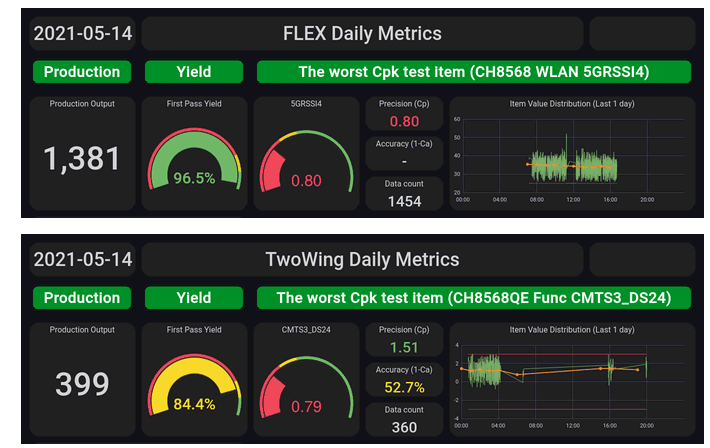 2021-05-14
FLEX Daily Metrics
Production
Yield
The worst Cpk test item (CH8568 WLAN 5GRSSI4)
Production Output
1,381
First Pass Yield
96.5%
5GRSSI4
0.80
Precision (Cp)
0.80
Accuracy (1-Ca)
-
Data count
1454
Item Value Distribution (Last 1 day)
60
50
40
30
20
00:00 04:00 08:00 12:00 16:00 20:00
2021-05-14
TwoWing Daily Metrics
Production
Yield
The worst Cpk test item (CH8568QE Func CMTS3_DS24)
Production Output
399
First Pass Yield
84.4%
CMTS3_DS24
0.79
Precision (Cp)
1.51
Accuracy (1-Ca)
52.7%
Data count
360
Item Value Distribution (Last 1 day)
4
2
0
-2
-4
00:00 04:00 08:00 12:00 16:00 20:00